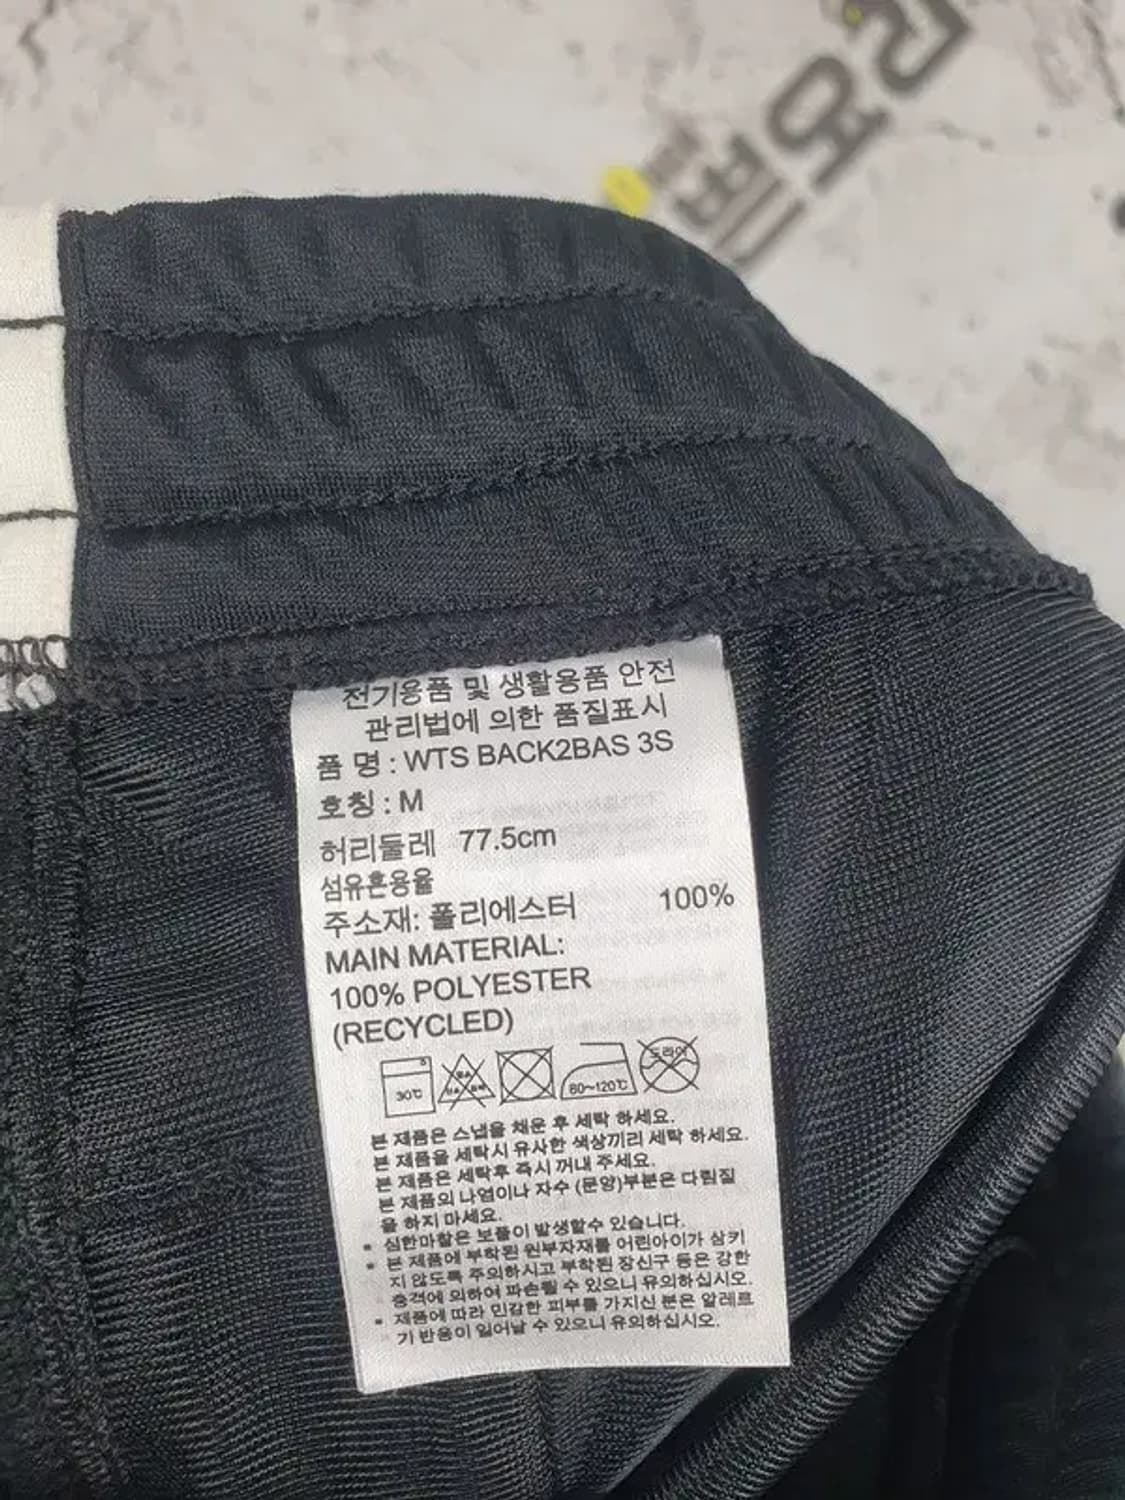 전기용품 및 생활용품 안전
관리법에 의한 품질표시
품 명 : WTS BACK2BAS 3S
호칭 : M
허리둘레 77.5cm
섬유혼용율
주소재: 폴리에스터 100%
MAIN MATERIAL:
100% POLYESTER
(RECYCLED)
30℃ 80~120℃ 드라이
본 제품은 스냅을 채운 후 세탁 하세요.
본 제품을 세탁시 유사한 색상끼리 세탁 하세요.
본 제품은 세탁후 즉시 꺼내 주세요.
본 제품의 나염이나 자수 (문양)부분은 다림질
을 하지 마세요.
• 심한마찰은 보풀이 발생할수 있습니다.
• 본 제품에 부착된 원부자재를 어린아이가 삼키
지 않도록 주의하시고 부착된 장신구 등은 강한
충격에 의하여 파손될 수 있으니 유의하십시오.
• 제품에 따라 민감한 피부를 가지신 분은 알레르
기 반응이 일어날 수 있으니 유의하십시오.